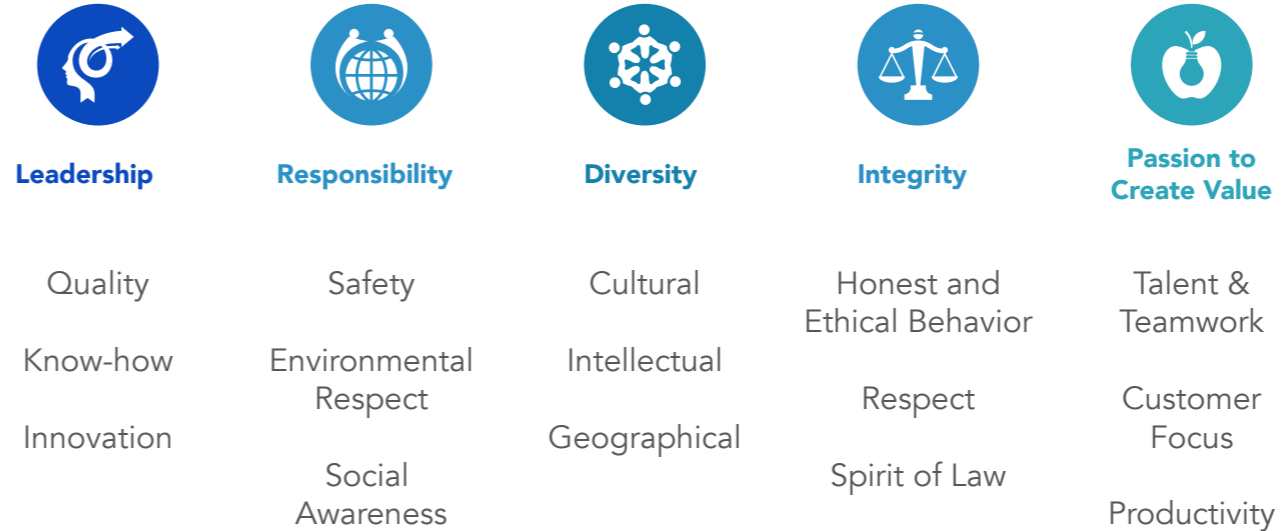 Leadership
Quality
Know-how
Innovation
Responsibility
Safety
Environmental
Respect
Social
Awareness
Diversity
Cultural
Intellectual
Geographical
Integrity
Honest and
Ethical Behavior
Respect
Spirit of Law
Passion to
Create Value
Talent &
Teamwork
Customer
Focus
Productivity